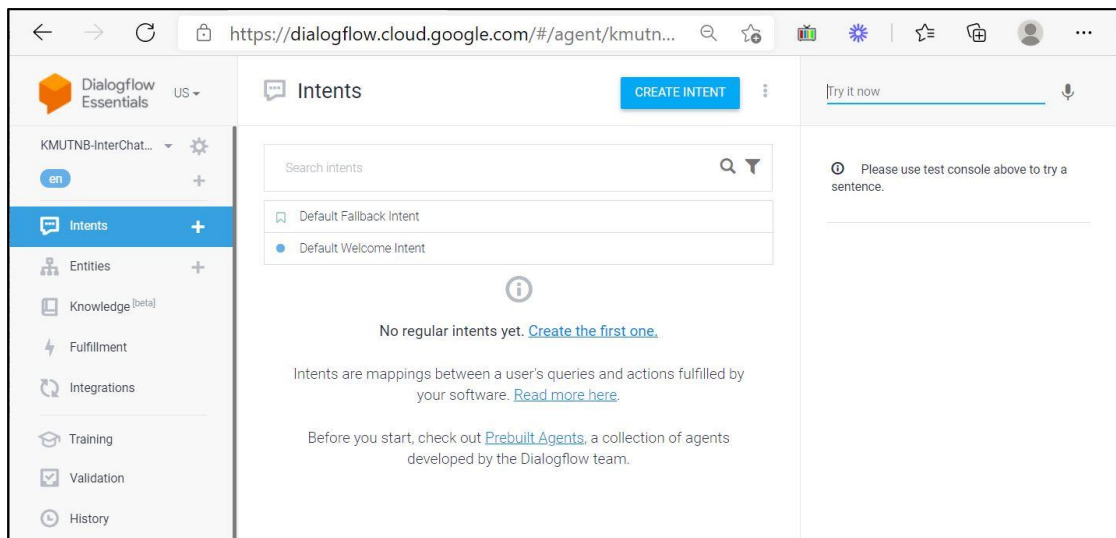 https://dialogflow.cloud.google.com/#/agent/kmutn...
Dialogflow
Essentials
US
KMUTNB-InterChat...
en
Intents
Entities
Knowledge [beta]
Fulfillment
Integrations
Training
Validation
History
Intents
CREATE INTENT
Search intents
Default Fallback Intent
Default Welcome Intent
No regular intents yet. Create the first one.
Intents are mappings between a user's queries and actions fulfilled by
your software. Read more here.
Before you start, check out Prebuilt Agents, a collection of agents
developed by the Dialogflow team.
Try it now
Please use test console above to try a
sentence.